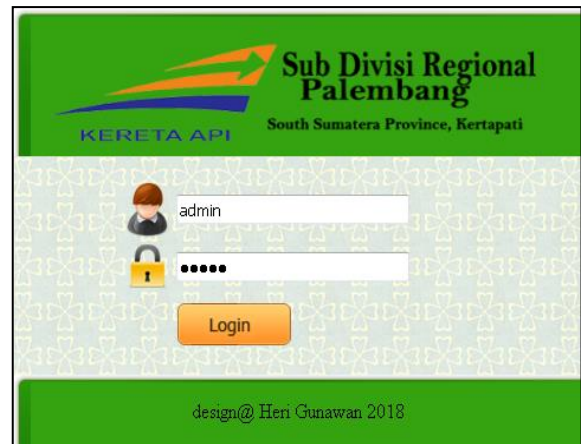 Sub Divisi Regional
Palembang
South Sumatera Province, Kertapati
KERETA API
admin
●●●●●
Login
design@ Heri Gunawan 2018